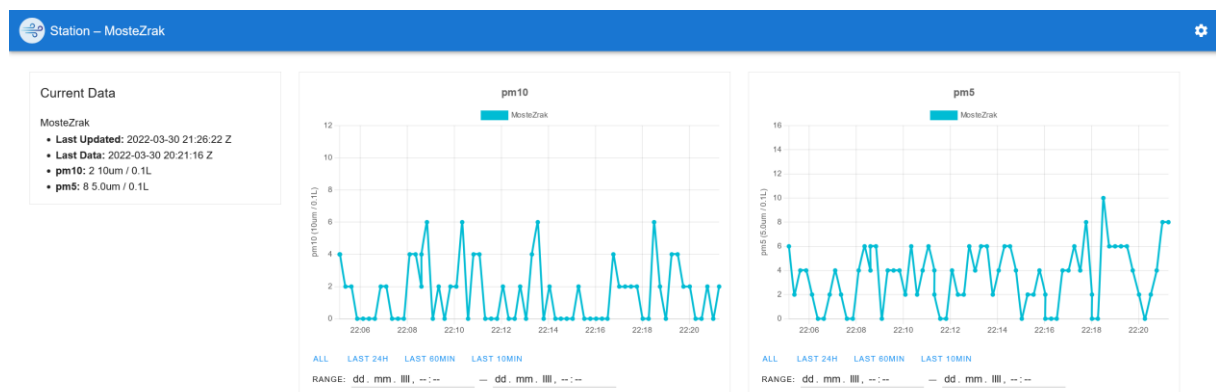 Station – MosteZrak
Current Data
MosteZrak
• Last Updated: 2022-03-30 21:26:22 Z
• Last Data: 2022-03-30 20:21:16 Z
• pm10: 2 10um / 0.1L
• pm5: 8 5.0um / 0.1L
pm10
MosteZrak
pm10 (10um / 0.1L)
12
10
8
6
4
2
0
22:06 22:08 22:10 22:12 22:14 22:16 22:18 22:20
ALL LAST 24H LAST 60MIN LAST 10MIN
RANGE: dd. mm. llll, --:-- — dd. mm. llll, --:--
pm5
MosteZrak
pm5 (5.0um / 0.1L)
16
14
12
10
8
6
4
2
0
22:06 22:08 22:10 22:12 22:14 22:16 22:18 22:20
ALL LAST 24H LAST 60MIN LAST 10MIN
RANGE: dd. mm. llll, --:-- — dd. mm. llll, --:--